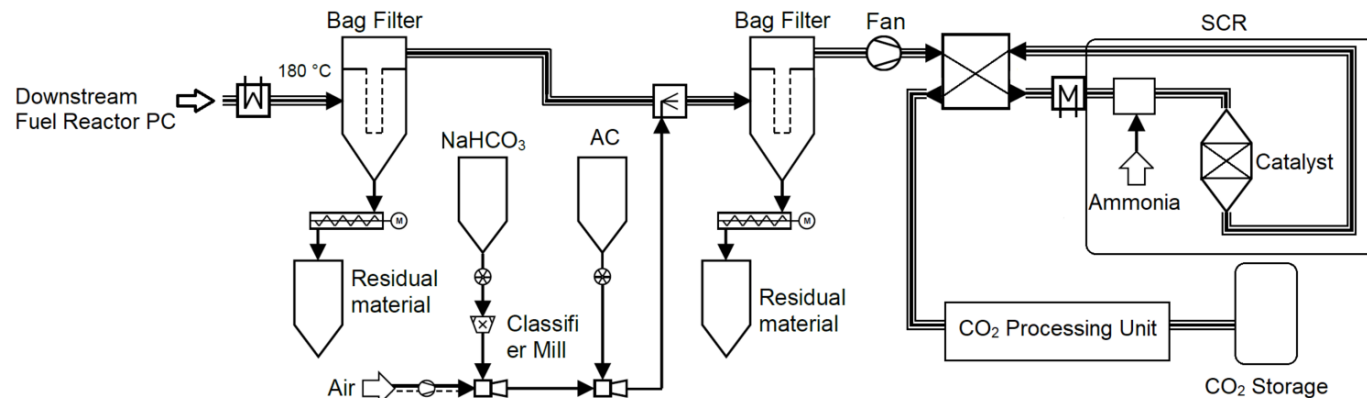 SCR
Bag Filter
Bag Filter
Fan
180 °C
Downstream
Fuel Reactor PC
M
NaHCO₃
AC
Catalyst
Ammonia
M
M
Residual
material
Residual
material
Classifi
er Mill
CO₂ Processing Unit
Air
CO₂ Storage